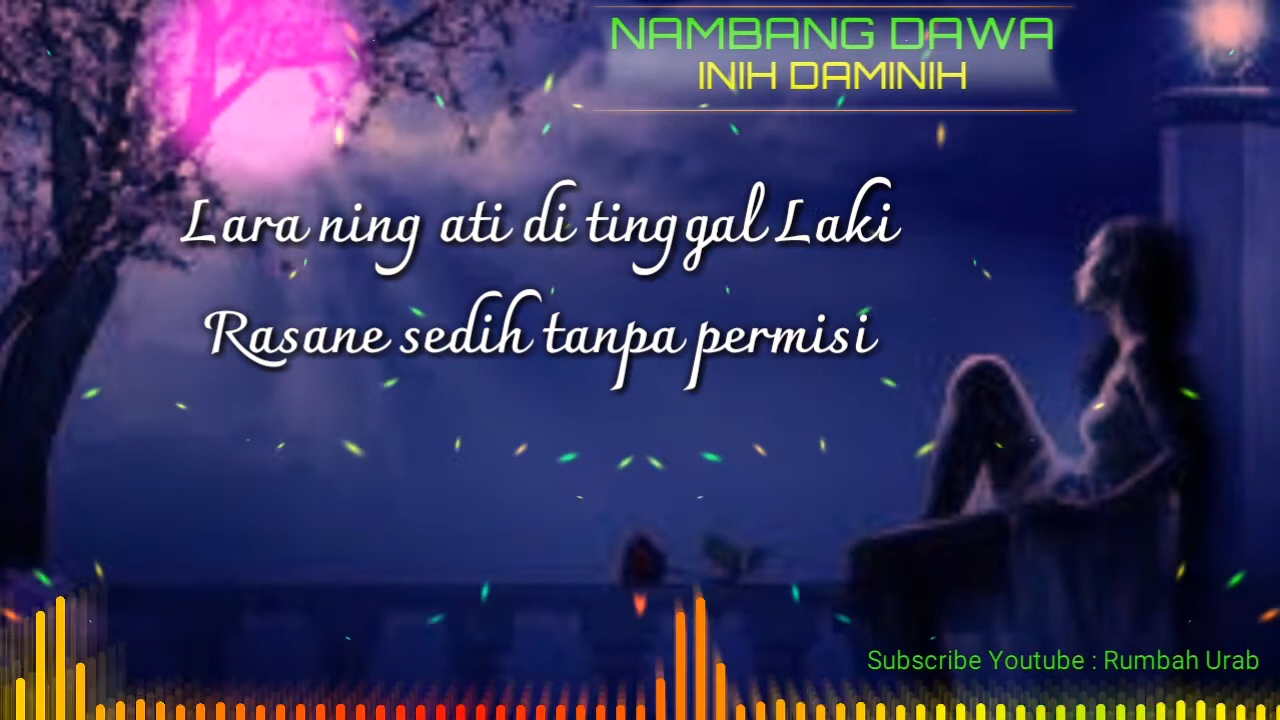 NAMBANG DAWA
INIH DAMINIH
Lara ning ati di tinggal Laki
Rasane sedih tanpa permisi
Subscribe Youtube : Rumbah Urab